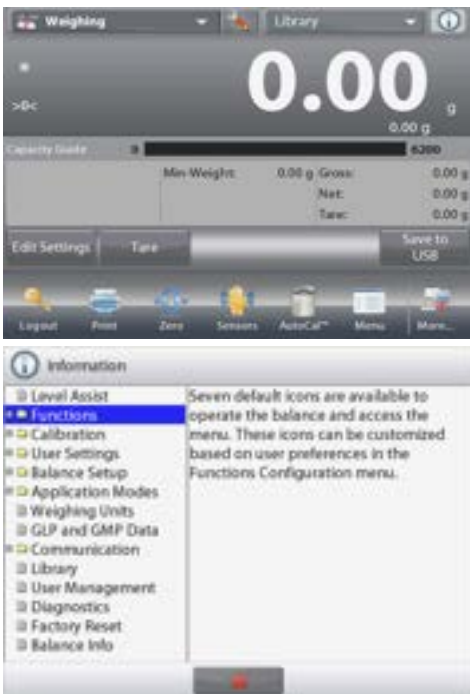 Weighing
Library
*
>0<
0.00 g
0.00 g
Capacity Guide 0 6200
Min Weight: 0.00 g Gross: 0.00 g
Net: 0.00 g
Tare: 0.00 g
Edit Settings Tare Save to USB
Logout Print Zero Sensors AutoCal™ Menu More...
Information
Level Assist
Functions
Calibration
User Settings
Balance Setup
Application Modes
Weighing Units
GLP and GMP Data
Communication
Library
User Management
Diagnostics
Factory Reset
Balance Info
Seven default icons are available to
operate the balance and access the
menu. These icons can be customized
based on user preferences in the
Functions Configuration menu.